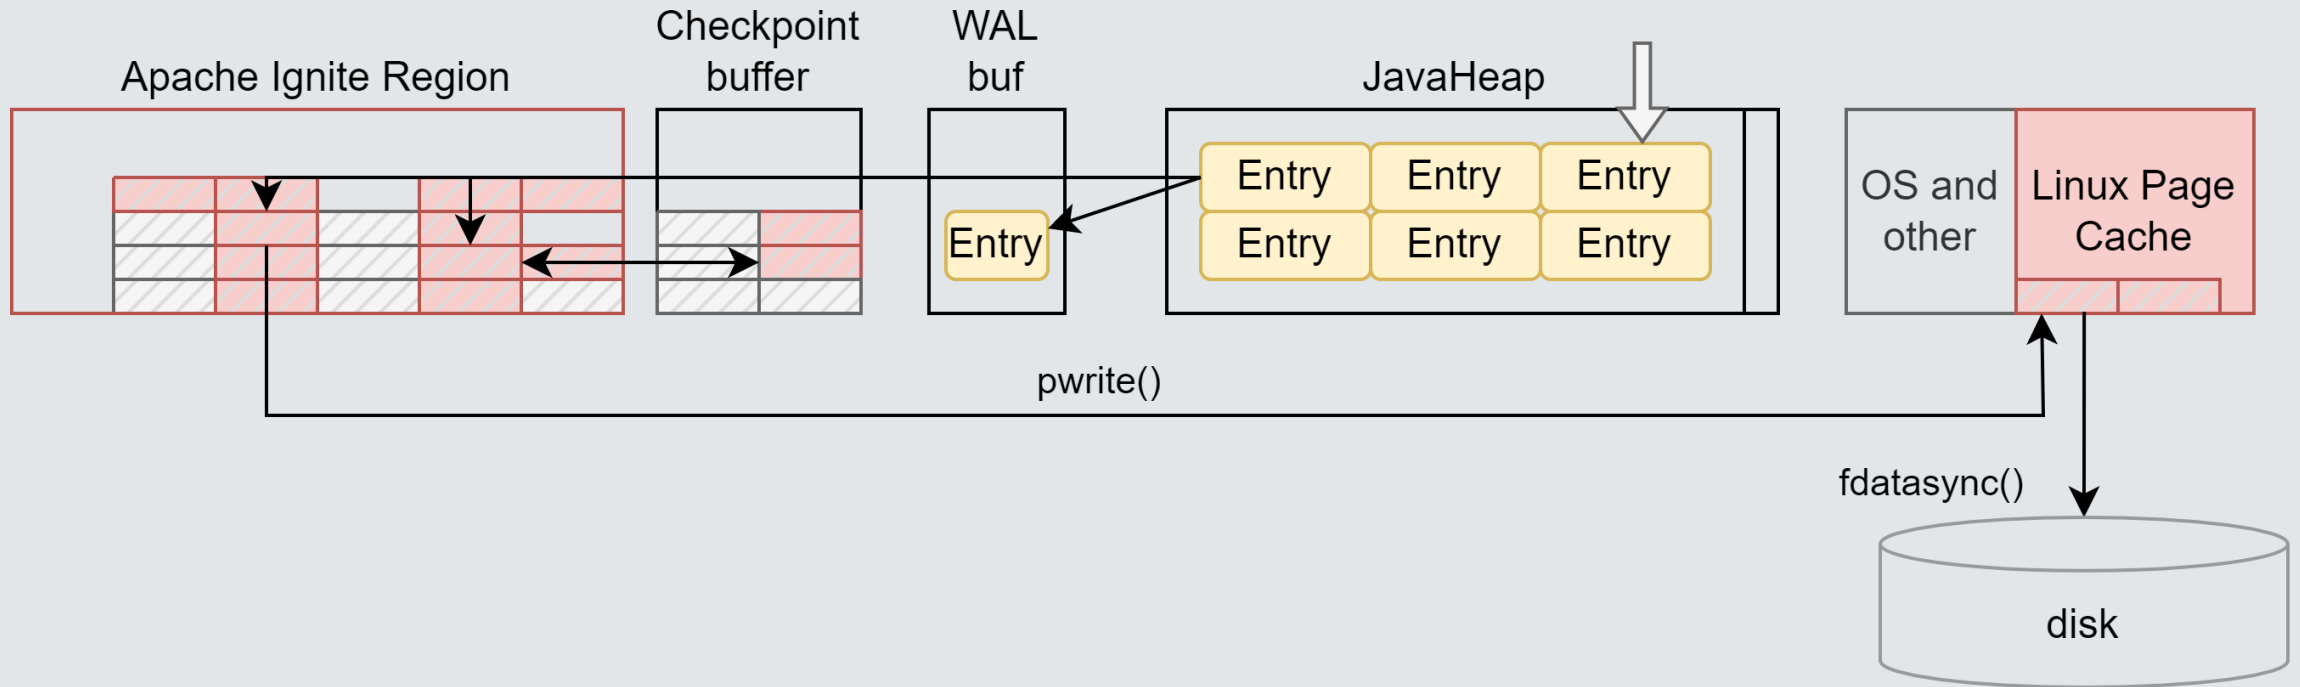 Checkpoint
buffer
WAL
buf
Apache Ignite Region
JavaHeap
Entry Entry Entry
Entry
Entry Entry Entry
OS and
other
Linux Page
Cache
pwrite()
fdatasync()
disk